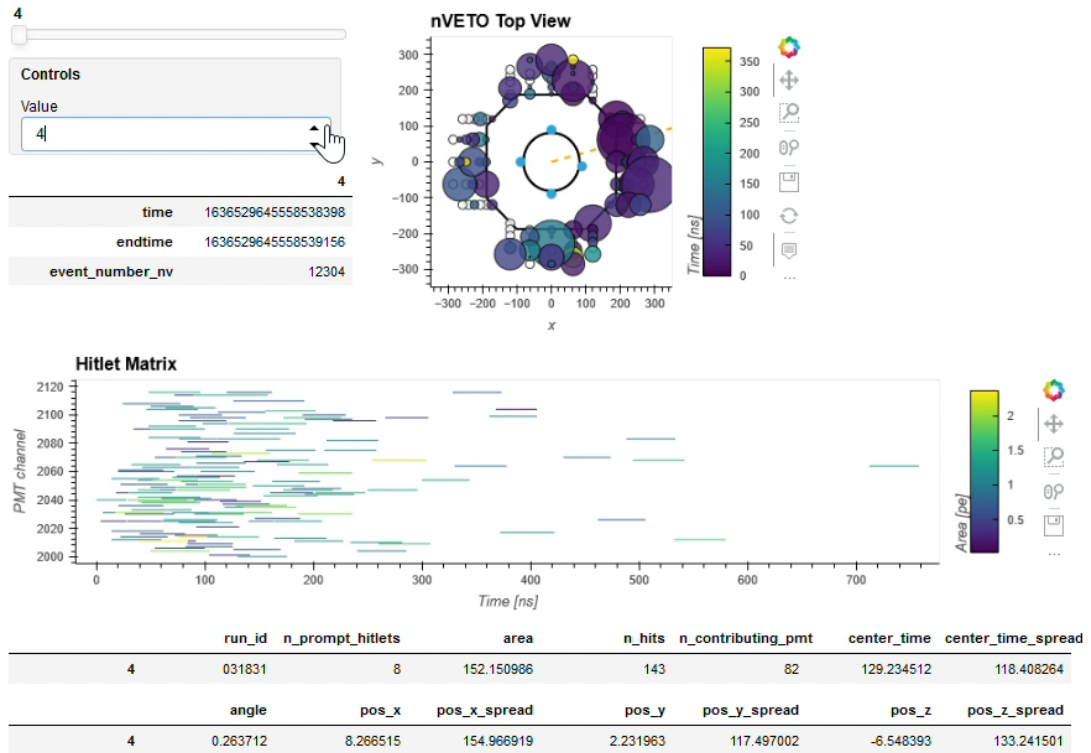 4
Controls
Value
4
4
time 1636529645558538398
endtime 1636529645558539156
event_number_nv 12304
nVETO Top View
300
200
100
0
−100
−200
−300
y
−300 −200 −100 0 100 200 300
x
350
300
250
200
150
100
50
0
Time [ns]
...
Hitlet Matrix
2120
2100
2080
2060
2040
2020
2000
PMT channel
0 100 200 300 400 500 600 700
Time [ns]
2
1.5
1
0.5
Area [pe]
...
run_id n_prompt_hitlets area n_hits n_contributing_pmt center_time center_time_spread
4 031831 8 152.150986 143 82 129.234512 118.408264
angle pos_x pos_x_spread pos_y pos_y_spread pos_z pos_z_spread
4 0.263712 8.266515 154.966919 2.231963 117.497002 -6.548393 133.241501